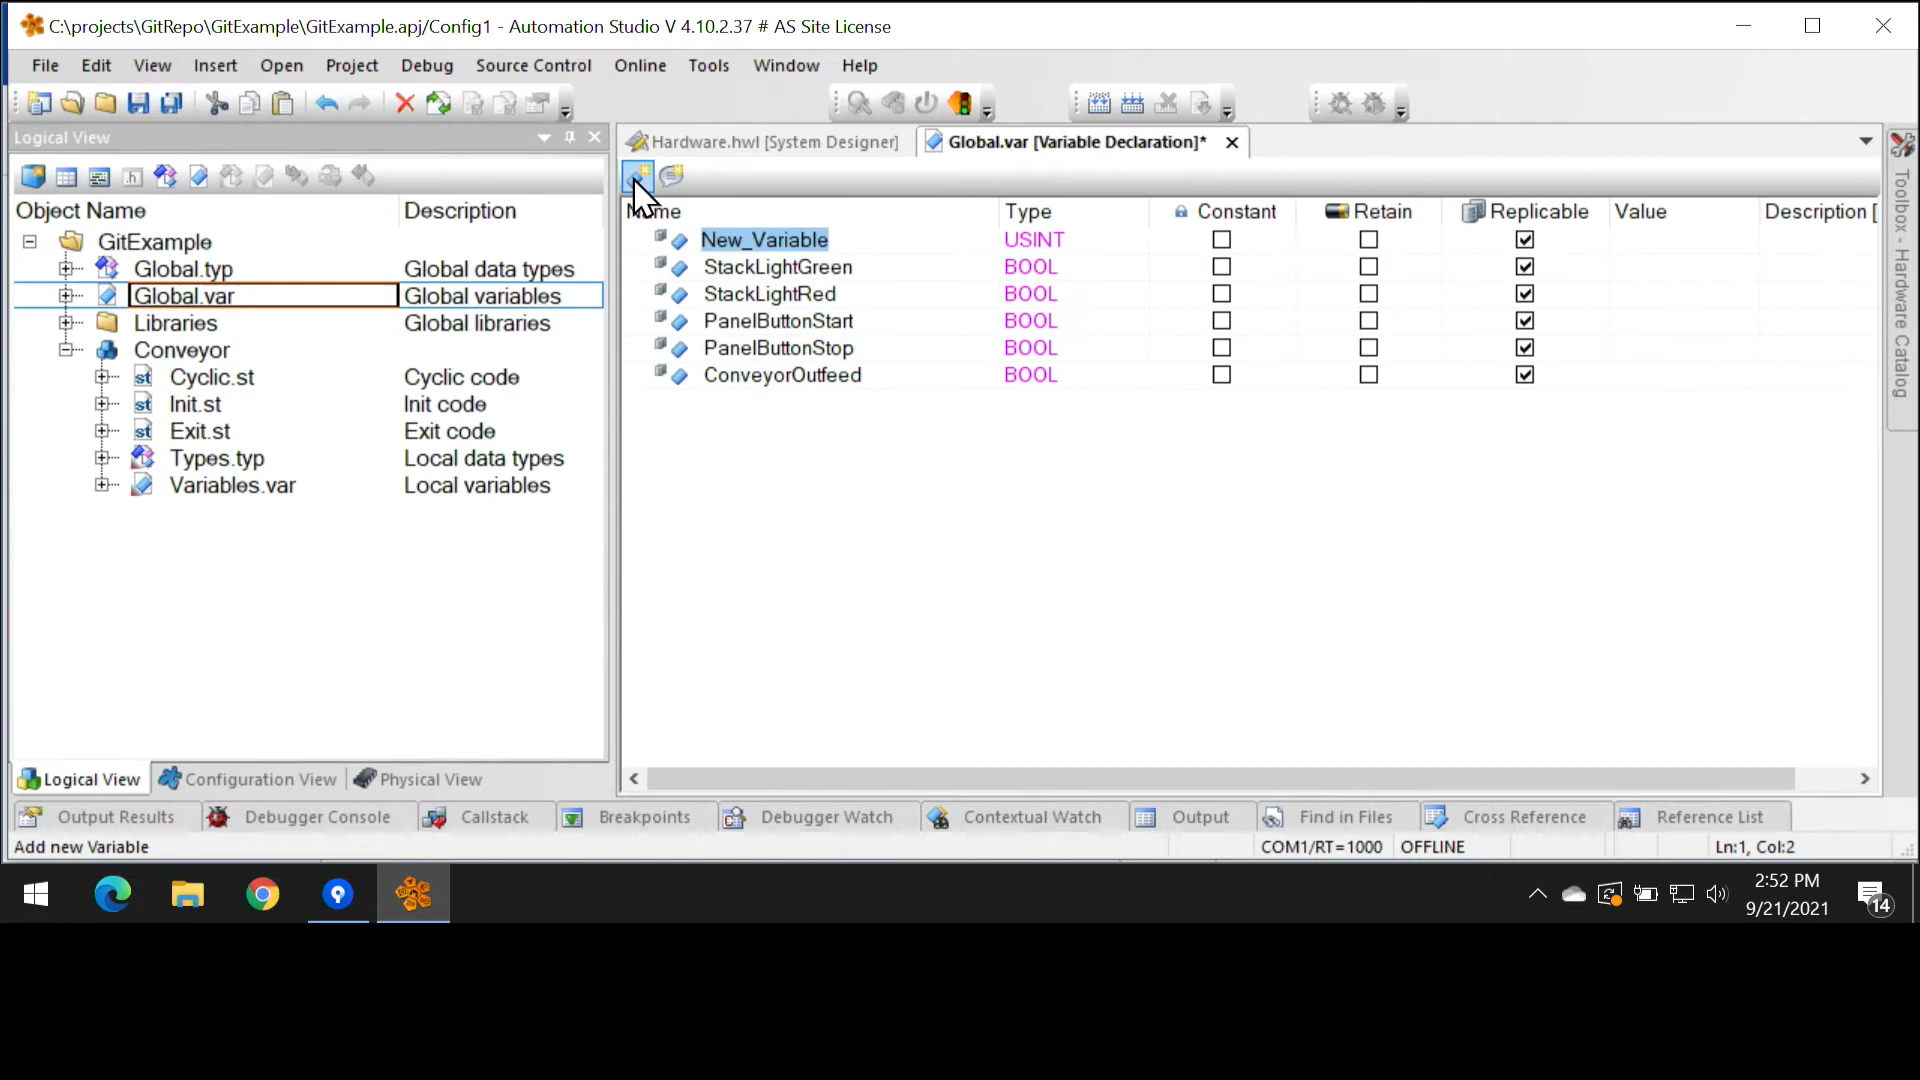 C:\projects\GitRepo\GitExample\GitExample.apj/Config1 - Automation Studio V 4.10.2.37 # AS Site License
File Edit View Insert Open Project Debug Source Control Online Tools Window Help
Logical View
Hardware.hwl [System Designer] Global.var [Variable Declaration]*
Object Name Description
GitExample
Global.typ Global data types
Global.var Global variables
Libraries Global libraries
Conveyor
Cyclic.st Cyclic code
Init.st Init code
Exit.st Exit code
Types.typ Local data types
Variables.var Local variables
Type Constant Retain Replicable Value Description [
New_Variable USINT
StackLightGreen BOOL
StackLightRed BOOL
PanelButtonStart BOOL
PanelButtonStop BOOL
ConveyorOutfeed BOOL
Toolbox - Hardware Catalog
Logical View Configuration View Physical View
Output Results Debugger Console Callstack Breakpoints Debugger Watch Contextual Watch Output Find in Files Cross Reference Reference List
Add new Variable COM1/RT=1000 OFFLINE Ln:1, Col:2
2:52 PM
9/21/2021
14